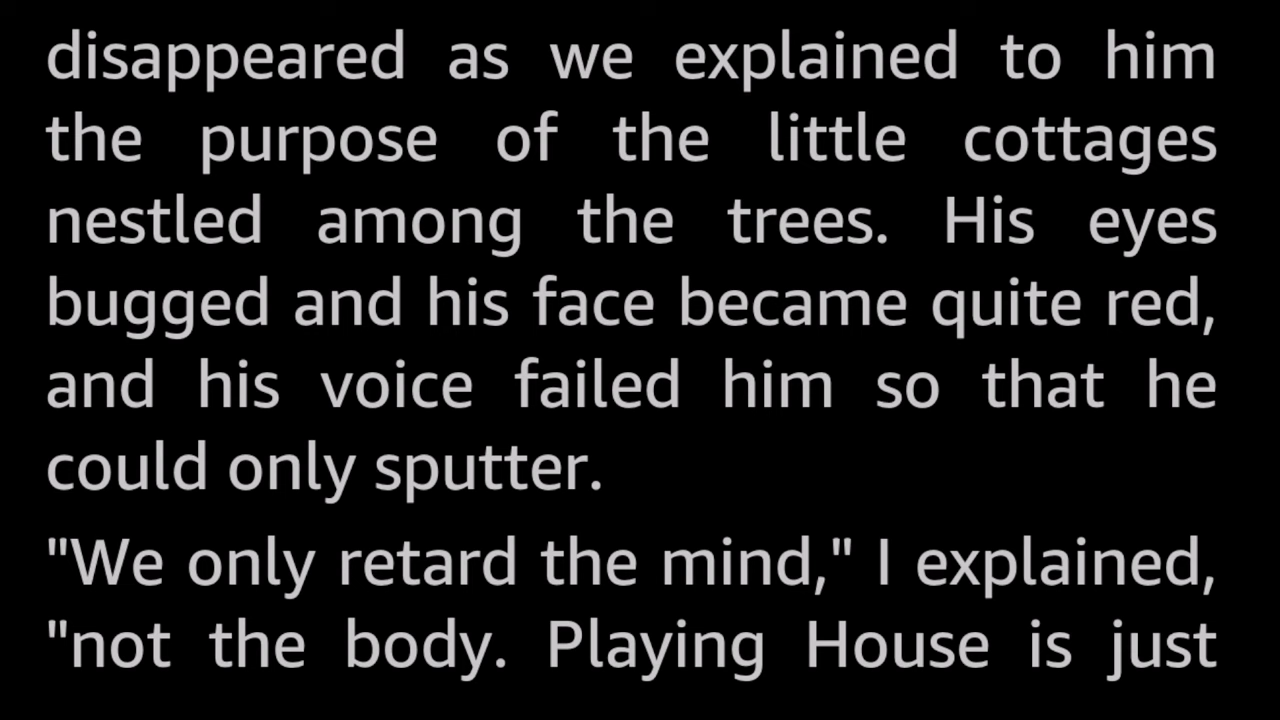 disappeared as we explained to him
the purpose of the little cottages
nestled among the trees. His eyes
bugged and his face became quite red,
and his voice failed him so that he
could only sputter.
"We only retard the mind," I explained,
"not the body. Playing House is just